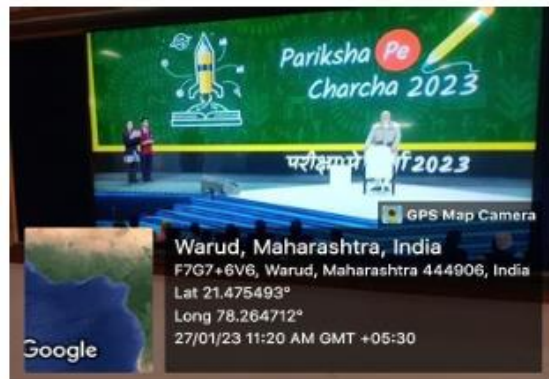 Pariksha Pe
Charcha 2023
परीक्षा पे चर्चा 2023
GPS Map Camera
Warud, Maharashtra, India
F7G7+6V6, Warud, Maharashtra 444906, India
Lat 21.475493°
Long 78.264712°
27/01/23 11:20 AM GMT +05:30
Google